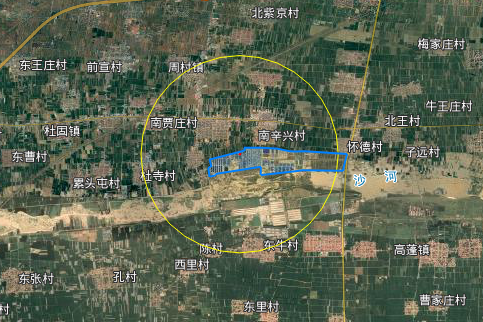 北紫京村
梅家庄村
东王庄村
前宣村
周村镇
牛王庄村
杜固镇
南贾庄村
南辛兴村
北王村
东曹村
怀德村
子远村
累头屯村
杜寺村
沙 河
陈村
东牛村
高蓬镇
西里村
东张村
孔村
东里村
曹家庄村
村